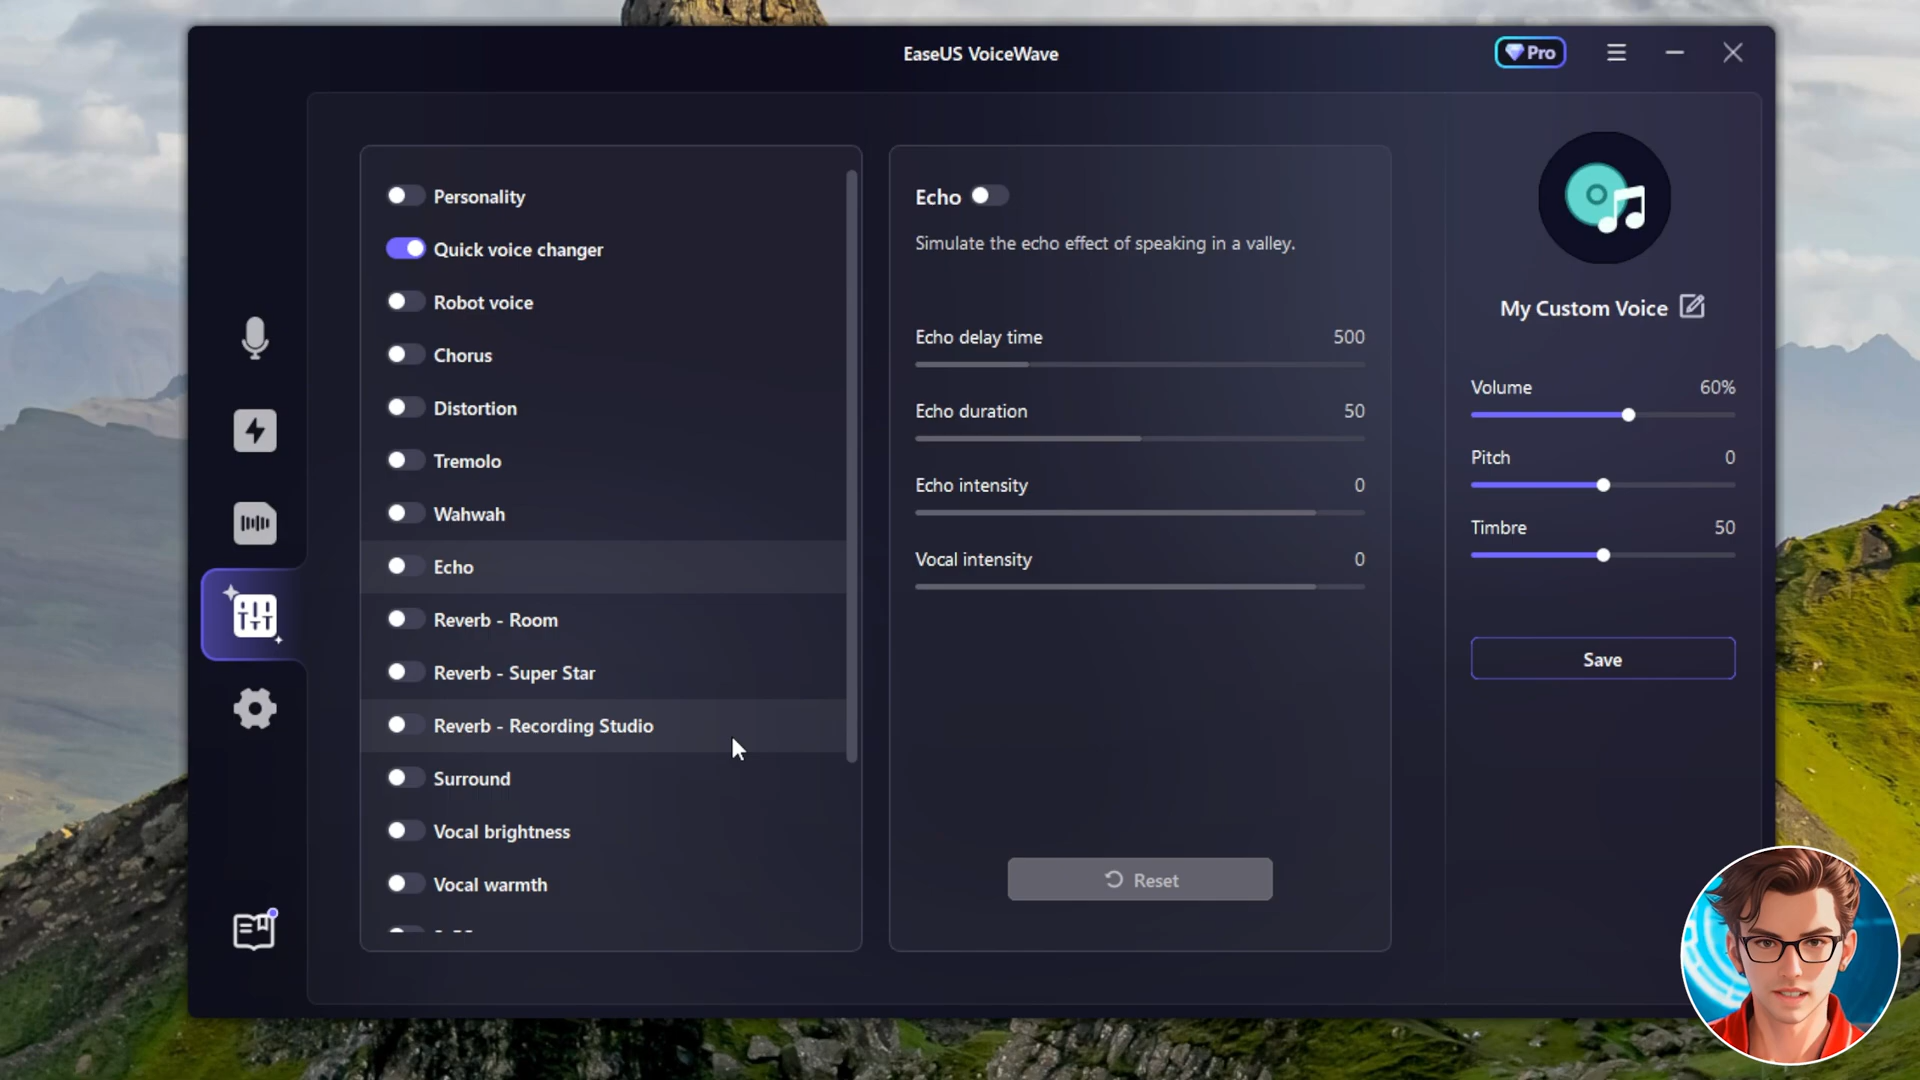 EaseUS VoiceWave
Pro
Personality
Quick voice changer
Robot voice
Chorus
Distortion
Tremolo
Wahwah
Echo
Reverb - Room
Reverb - Super Star
Reverb - Recording Studio
Surround
Vocal brightness
Vocal warmth
Echo
Simulate the echo effect of speaking in a valley.
Echo delay time 500
Echo duration 50
Echo intensity 0
Vocal intensity 0
Reset
My Custom Voice
Volume 60%
Pitch 0
Timbre 50
Save